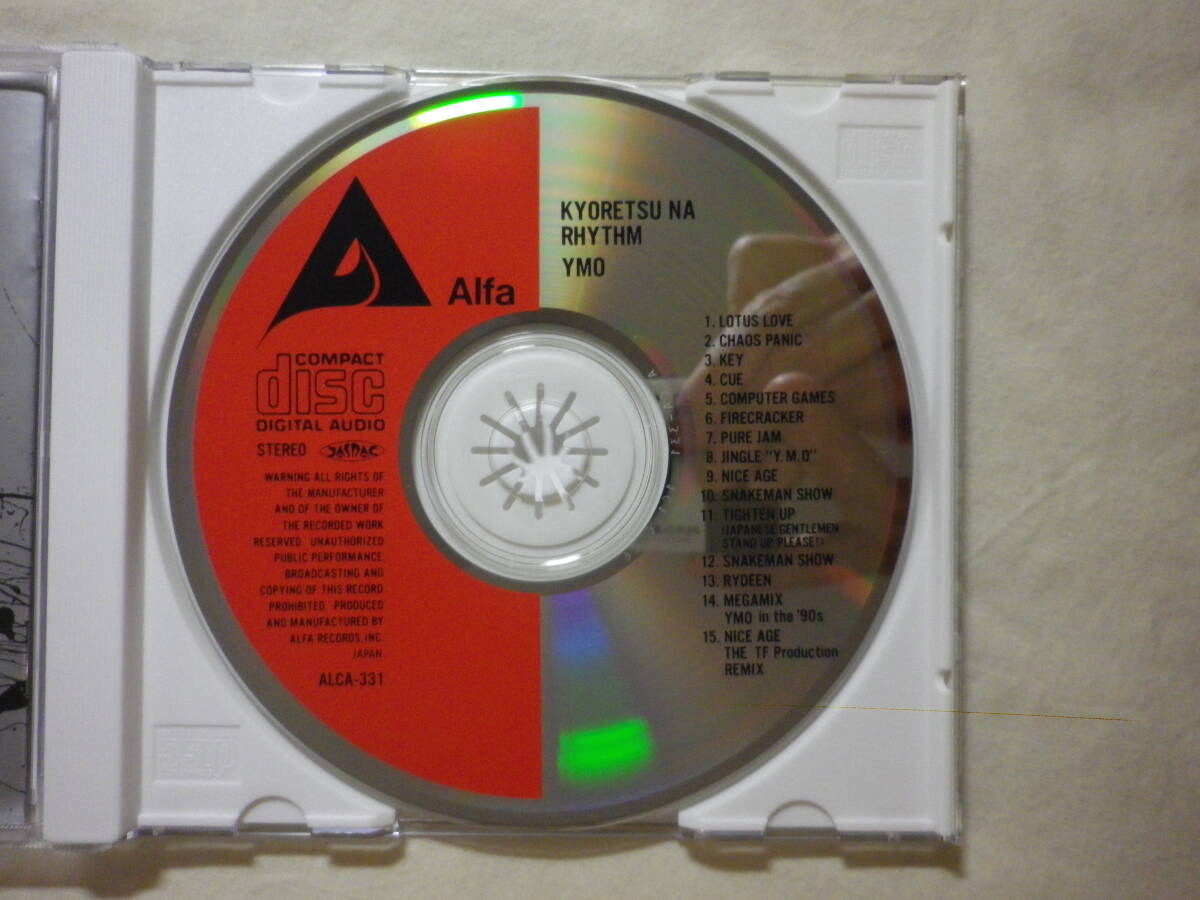 Alfa
COMPACT
disc
DIGITAL AUDIO
STEREO JASRAC
WARNING ALL RIGHTS OF
THE MANUFACTURER
AND OF THE OWNER OF
THE RECORDED WORK
RESERVED. UNAUTHORIZED
PUBLIC PERFORMANCE,
BROADCASTING AND
COPYING OF THIS RECORD
PROHIBITED PRODUCED
AND MANUFACTURED BY
ALFA RECORDS, INC
JAPAN.
ALCA-331
KYORETSU NA
RHYTHM
YMO
1. LOTUS LOVE
2. CHAOS PANIC
3. KEY
4. CUE
5. COMPUTER GAMES
6. FIRECRACKER
7. PURE JAM
8. JINGLE "Y.M.O"
9. NICE AGE
10. SNAKEMAN SHOW
11. TIGHTEN UP
(JAPANESE GENTLEMEN
STAND UP PLEASE!)
12. SNAKEMAN SHOW
13. RYDEEN
14. MEGAMIX
YMO in the '90s
15. NICE AGE
THE TF Production
REMIX